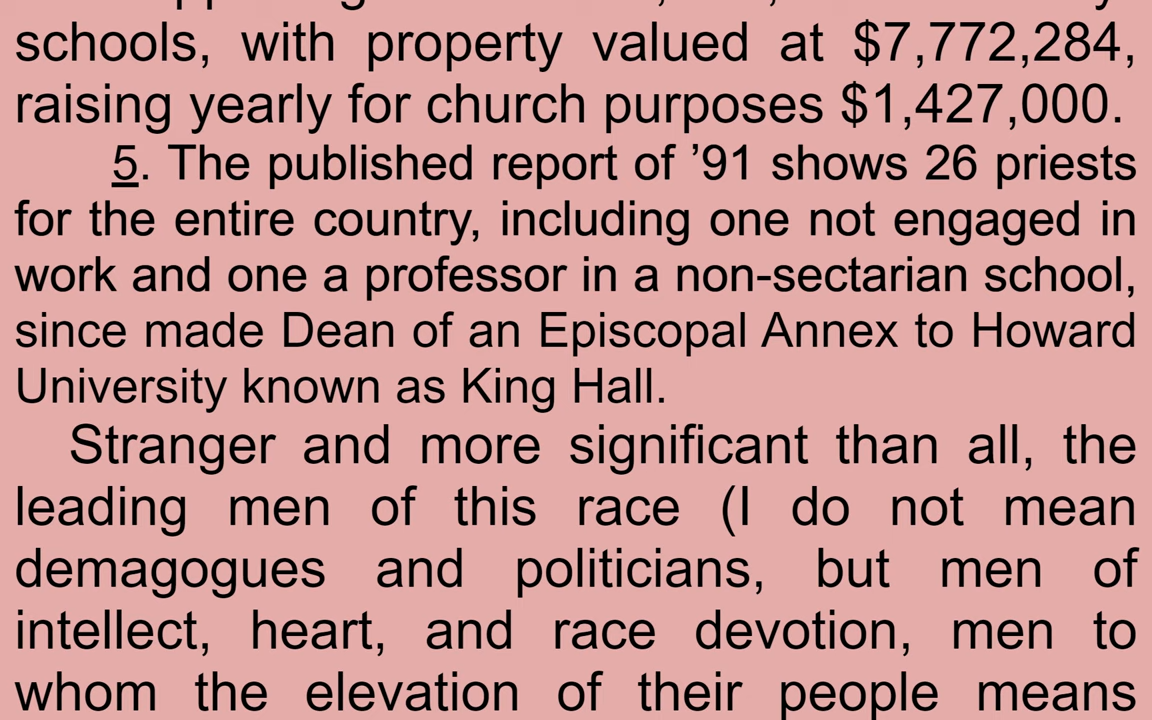 schools, with property valued at $7,772,284,
raising yearly for church purposes $1,427,000.
5. The published report of ’91 shows 26 priests
for the entire country, including one not engaged in
work and one a professor in a non-sectarian school,
since made Dean of an Episcopal Annex to Howard
University known as King Hall.
Stranger and more significant than all, the
leading men of this race (I do not mean
demagogues and politicians, but men of
intellect, heart, and race devotion, men to
whom the elevation of their people means